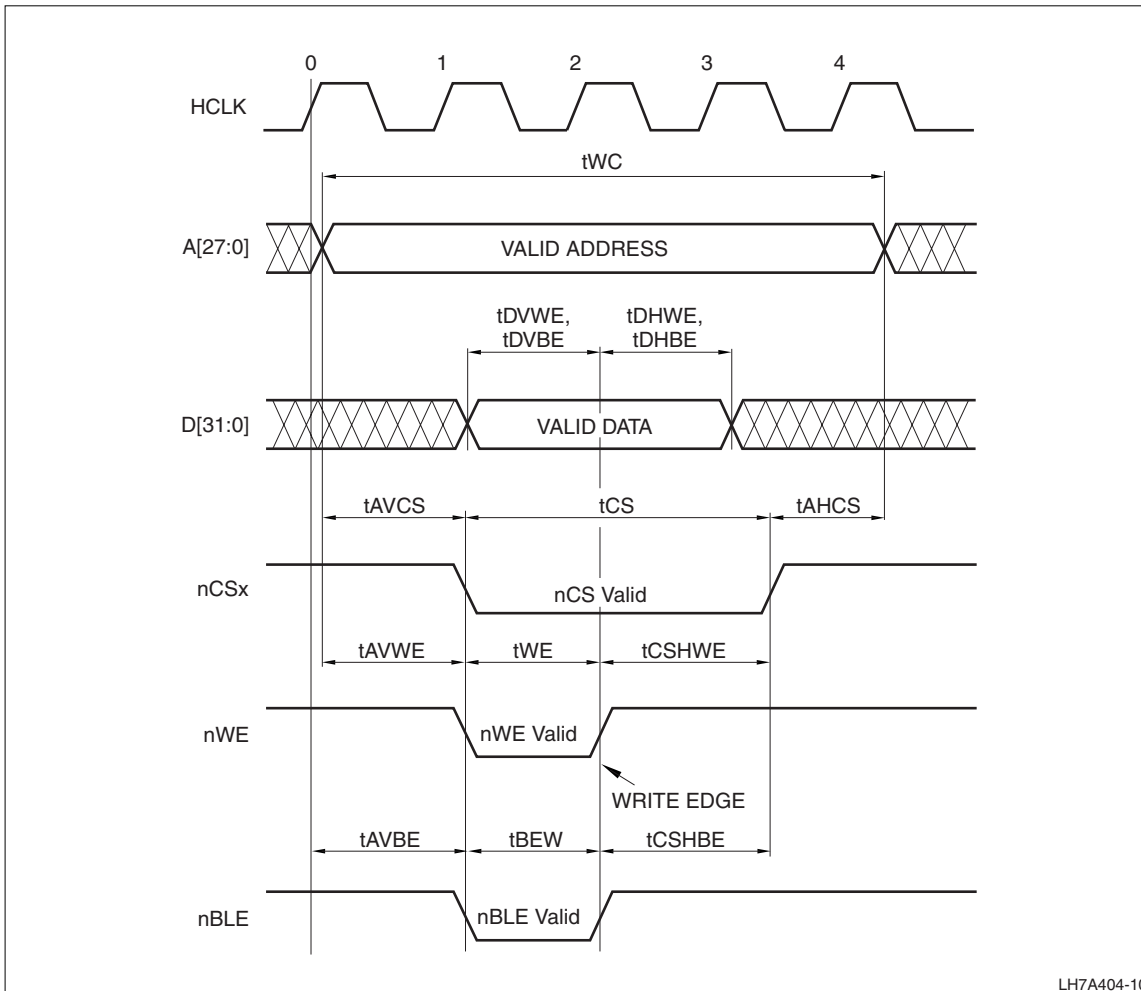 0 1 2 3 4
HCLK
tWC
A[27:0] VALID ADDRESS
tDVWE, tDHWE,
tDVBE tDHBE
D[31:0] VALID DATA
tAVCS tCS tAHCS
nCSx nCS Valid
tAVWE tWE tCSHWE
nWE nWE Valid
WRITE EDGE
tAVBE tBEW tCSHBE
nBLE nBLE Valid